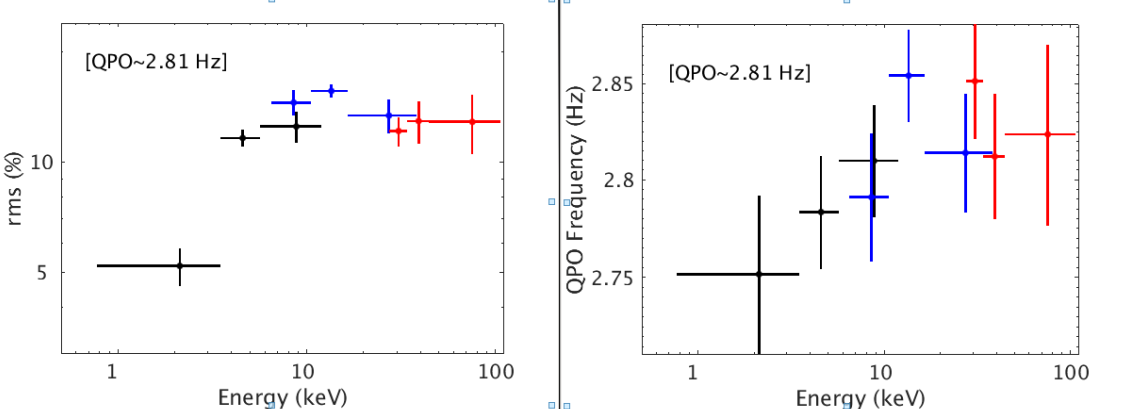 [QPO~2.81 Hz]
rms (%)
10
5
1
10
100
Energy (keV)
[QPO~2.81 Hz]
QPO Frequency (Hz)
2.85
2.8
2.75
1
10
100
Energy (keV)